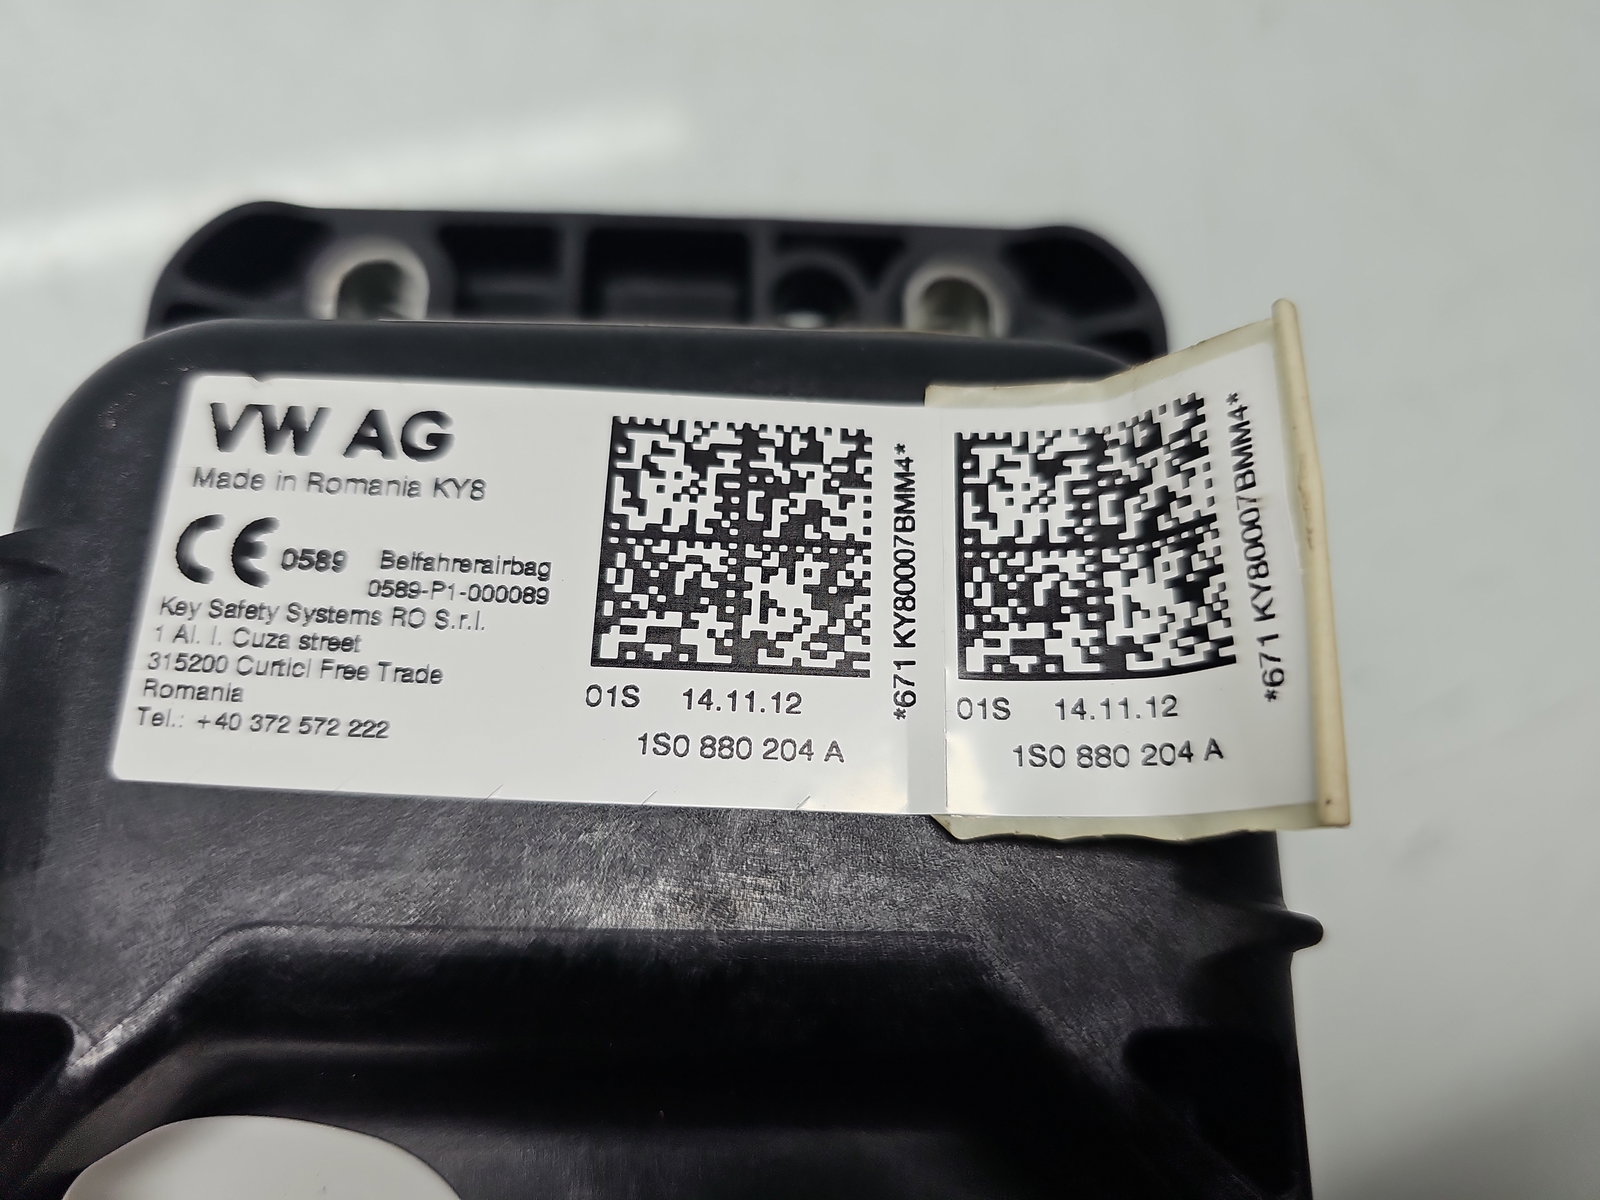 VW AG
Made in Romania KY8
CE 0589 Beifahrerairbag
0589-P1-000089
Key Safety Systems RO S.r.l.
1 Al. I. Cuza street
315200 Curtici Free Trade
Romania
Tel.: +40 372 572 222
01S 14.11.12
1S0 880 204 A
*671 KY80007BMM4*
01S 14.11.12
1S0 880 204 A
*671 KY80007BMM4*